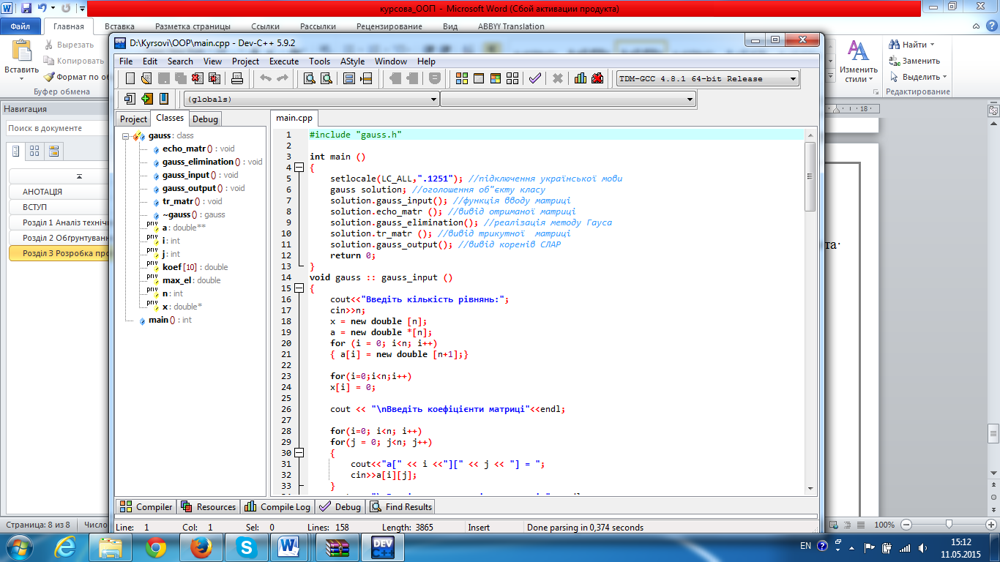 курсова_ООП - Microsoft Word (Сбой активации продукта)
Файл Главная Вставка Разметка страницы Ссылки Рассылки Рецензирование Вид ABBYY Translation
Вставить
Вырезать
Копировать
Формат по об
Буфер обмена
Изменить стили
Найти
Заменить
Выделить
Редактирование
Навигация
Поиск в документе
АНОТАЦІЯ
ВСТУП
Розділ 1 Аналіз техніч
Розділ 2 Обґрунтуванн
Розділ 3 Розробка про
18
та
D:\Kyrsovi\OOP\main.cpp - Dev-C++ 5.9.2
File Edit Search View Project Execute Tools AStyle Window Help
TDM-GCC 4.8.1 64-bit Release
(globals)
Project Classes Debug
gauss : class
echo_matr () : void
gauss_elimination () : void
gauss_input () : void
gauss_output () : void
tr_matr () : void
~gauss () : gauss
a : double**
i : int
j : int
koef [10] : double
max_el : double
n : int
x : double*
main () : int
main.cpp
1 #include "gauss.h"
2
3 int main ()
4 {
5 setlocale(LC_ALL,".1251"); //підключення української мови
6 gauss solution; //оголошення об"єкту класу
7 solution.gauss_input(); //функція вводу матриці
8 solution.echo_matr (); //вивід отриманої матриці
9 solution.gauss_elimination(); //реалізація методу Гауса
10 solution.tr_matr (); //вивід трикутної  матриці
11 solution.gauss_output(); //вивід коренів СЛАР
12 return 0;
13 }
14 void gauss :: gauss_input ()
15 {
16 cout<<"Введіть кількість рівнянь:";
17 cin>>n;
18 x = new double [n];
19 a = new double *[n];
20 for (i = 0; i<n; i++)
21 { a[i] = new double [n+1];}
22
23 for(i=0;i<n;i++)
24 x[i] = 0;
25
26 cout << "\nВведіть коефіцієнти матриці"<<endl;
27
28 for(i=0; i<n; i++)
29 for(j = 0; j<n; j++)
30 {
31 cout<<"a[" << i <<"][" << j << "] = ";
32 cin>>a[i][j];
33 }
Compiler Resources Compile Log Debug Find Results
Line: 1 Col: 1 Sel: 0 Lines: 158 Length: 3865 Insert Done parsing in 0,374 seconds
Страница: 8 из 8 Число
100%
EN
15:12
11.05.2015